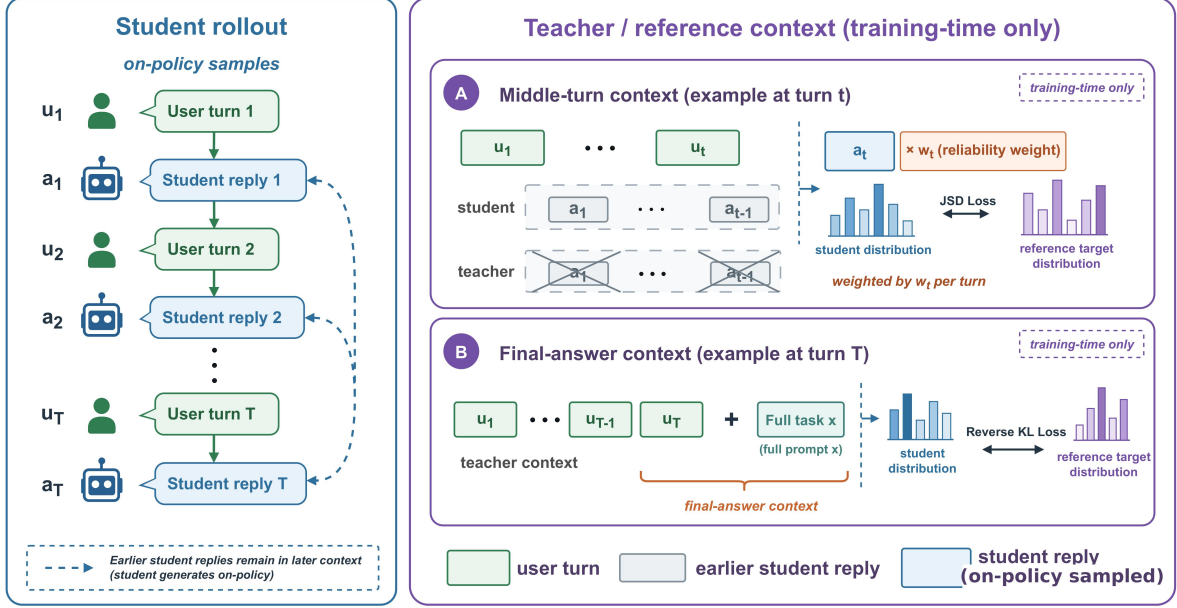 Student rollout
on-policy samples
u1
User turn 1
a1
Student reply 1
u2
User turn 2
a2
Student reply 2
uT
User turn T
aT
Student reply T
Earlier student replies remain in later context
(student generates on-policy)
Teacher / reference context (training-time only)
A
Middle-turn context (example at turn t)
training-time only
u1 ... ut
student
a1 ... at-1
teacher
a1 ... at-1
at
× wt (reliability weight)
JSD Loss
student distribution
reference target
distribution
weighted by wt per turn
B
Final-answer context (example at turn T)
training-time only
u1 ... uT-1 uT + Full task x
(full prompt x)
teacher context
final-answer context
Reverse KL Loss
student
distribution
reference target
distribution
user turn
earlier student reply
student reply
(on-policy sampled)